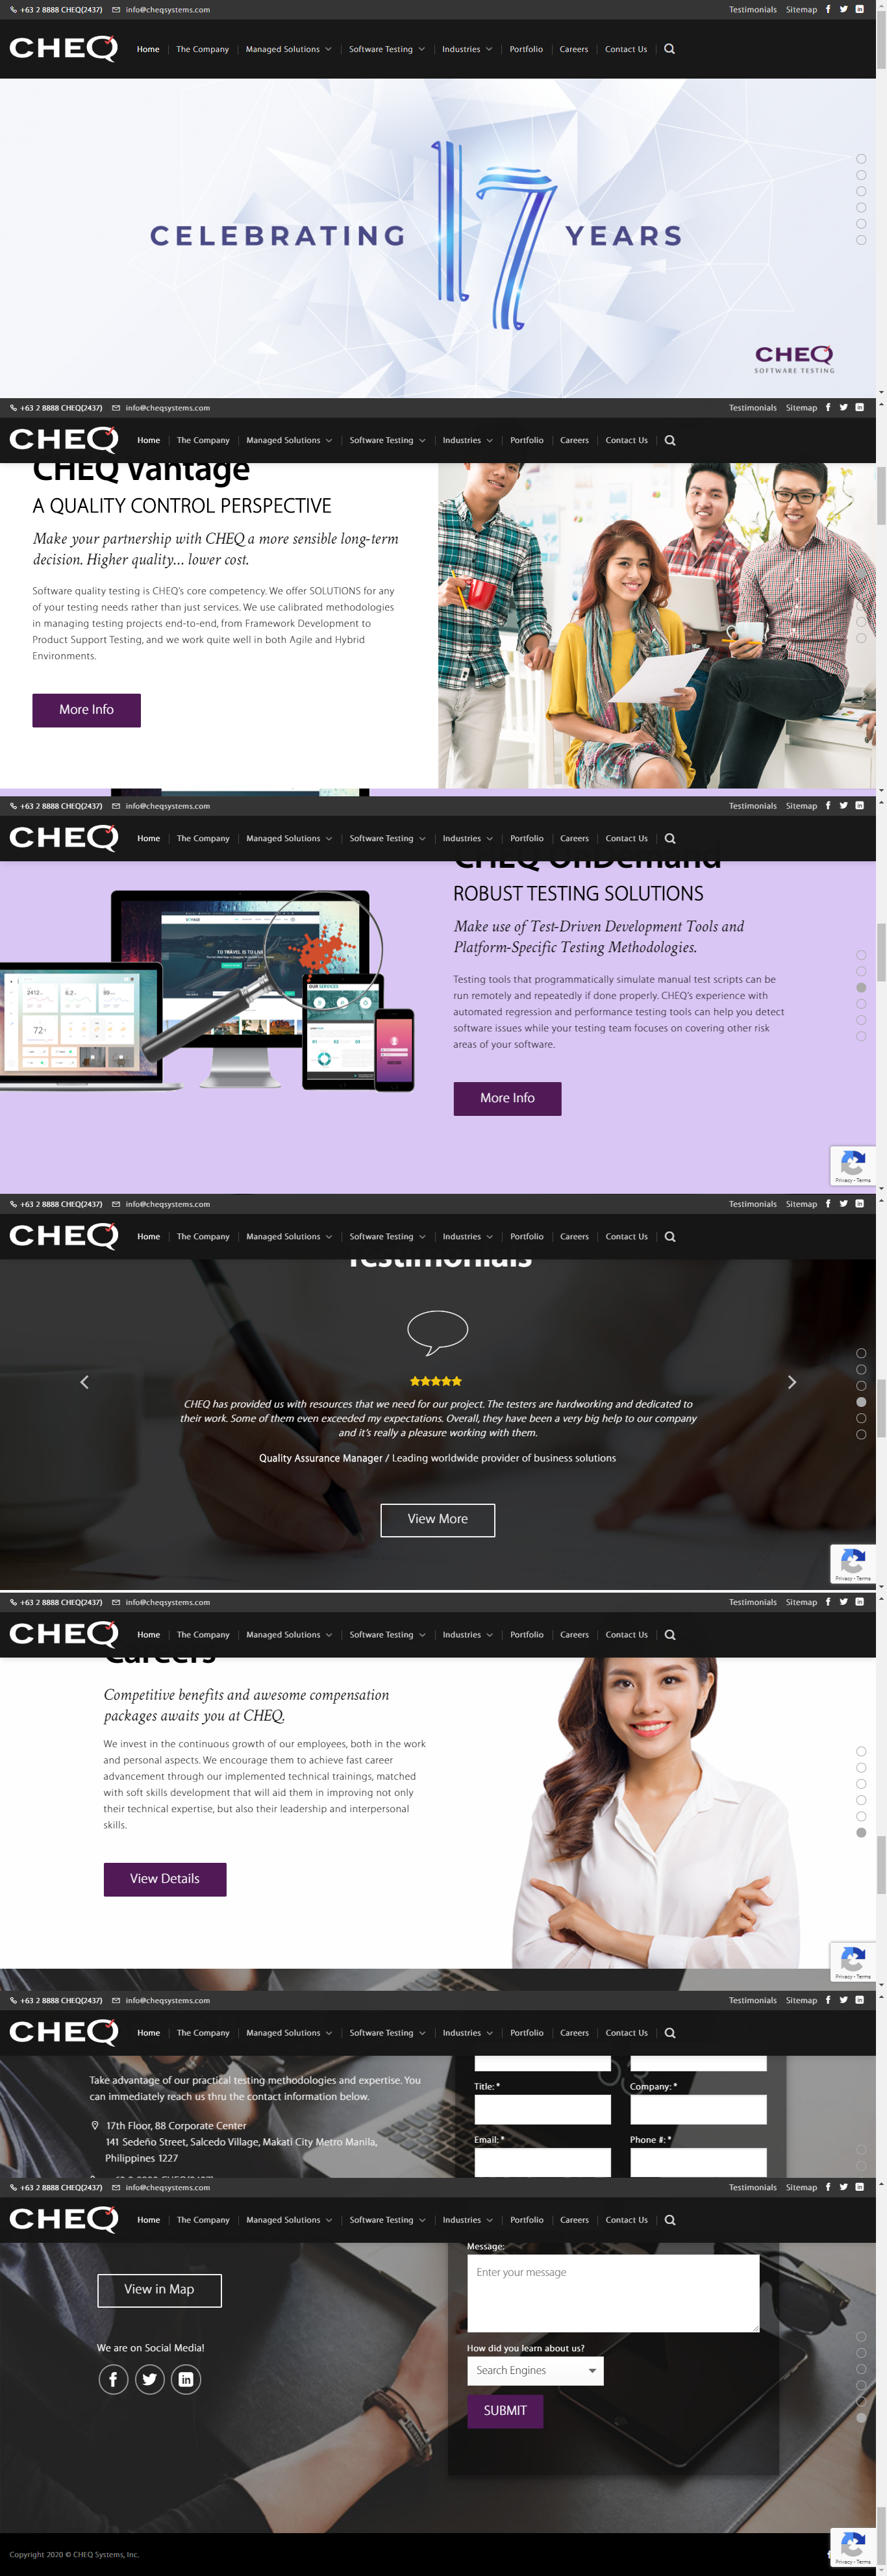 +63 2 8888 CHEQ(2437) info@cheqsystems.com Testimonials Sitemap
CHEQ Home The Company Managed Solutions Software Testing Industries Portfolio Careers Contact Us
CELEBRATING 17 YEARS
CHEQ
SOFTWARE TESTING
+63 2 8888 CHEQ(2437) info@cheqsystems.com Testimonials Sitemap
CHEQ Home The Company Managed Solutions Software Testing Industries Portfolio Careers Contact Us
CHEQ Vantage
A QUALITY CONTROL PERSPECTIVE
Make your partnership with CHEQ a more sensible long-term
decision. Higher quality... lower cost.
Software quality testing is CHEQ's core competency. We offer SOLUTIONS for any
of your testing needs rather than just services. We use calibrated methodologies
in managing testing projects end-to-end, from Framework Development to
Product Support Testing, and we work quite well in both Agile and Hybrid
Environments.
More Info
+63 2 8888 CHEQ(2437) info@cheqsystems.com Testimonials Sitemap
CHEQ Home The Company Managed Solutions Software Testing Industries Portfolio Careers Contact Us
CHEQ OnDemand
ROBUST TESTING SOLUTIONS
Make use of Test-Driven Development Tools and
Platform-Specific Testing Methodologies.
Testing tools that programmatically simulate manual test scripts can be
run remotely and repeatedly if done properly. CHEQ's experience with
automated regression and performance testing tools can help you detect
software issues while your testing team focuses on covering other risk
areas of your software.
More Info
Privacy - Terms
+63 2 8888 CHEQ(2437) info@cheqsystems.com Testimonials Sitemap
CHEQ Home The Company Managed Solutions Software Testing Industries Portfolio Careers Contact Us
Testimonials
CHEQ has provided us with resources that we need for our project. The testers are hardworking and dedicated to
their work. Some of them even exceeded my expectations. Overall, they have been a very big help to our company
and it's really a pleasure working with them.
Quality Assurance Manager / Leading worldwide provider of business solutions
View More
Privacy - Terms
+63 2 8888 CHEQ(2437) info@cheqsystems.com Testimonials Sitemap
CHEQ Home The Company Managed Solutions Software Testing Industries Portfolio Careers Contact Us
Careers
Competitive benefits and awesome compensation
packages awaits you at CHEQ.
We invest in the continuous growth of our employees, both in the work
and personal aspects. We encourage them to achieve fast career
advancement through our implemented technical trainings, matched
with soft skills development that will aid them in improving not only
their technical expertise, but also their leadership and interpersonal
skills.
View Details
Privacy - Terms
+63 2 8888 CHEQ(2437) info@cheqsystems.com Testimonials Sitemap
CHEQ Home The Company Managed Solutions Software Testing Industries Portfolio Careers Contact Us
Take advantage of our practical testing methodologies and expertise. You
can immediately reach us thru the contact information below.
17th Floor, 88 Corporate Center
141 Sedeño Street, Salcedo Village, Makati City Metro Manila,
Philippines 1227
Title: * Company: *
Email: * Phone #: *
+63 2 8888 CHEQ(2437) info@cheqsystems.com Testimonials Sitemap
CHEQ Home The Company Managed Solutions Software Testing Industries Portfolio Careers Contact Us
View in Map
We are on Social Media!
Message:
Enter your message
How did you learn about us?
Search Engines
SUBMIT
Copyright 2020 © CHEQ Systems, Inc.
Privacy - Terms